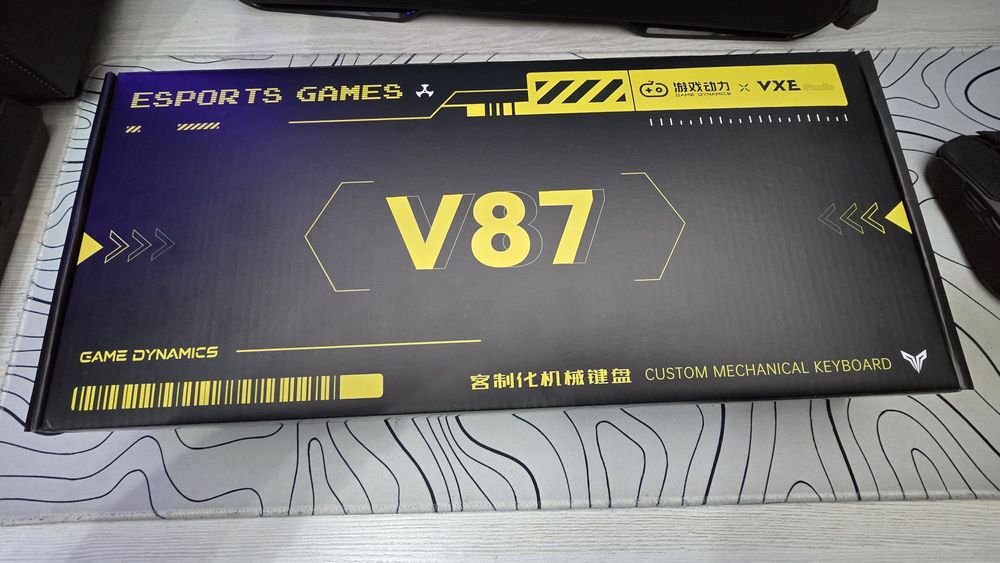 ESPORTS GAMES
游戏动力 × VXE Studio
GAME DYNAMICS
V87
GAME DYNAMICS
客制化机械键盘 CUSTOM MECHANICAL KEYBOARD